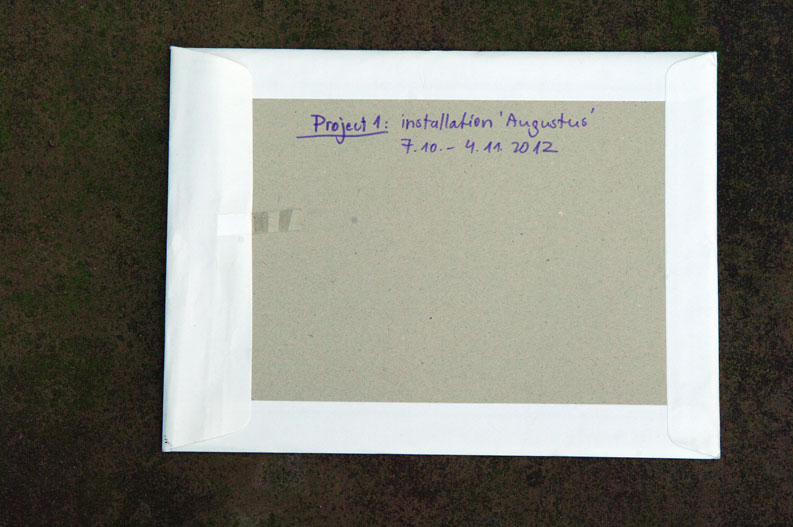 Project 1: installation 'Augustus'
7.10. – 4.11. 2012